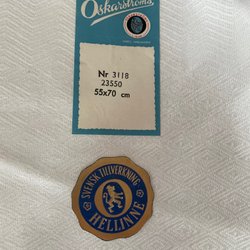 Oskarströms
Nr 3118
23550
55x70 cm
SVENSK TILLVERKNING
HELLINNE